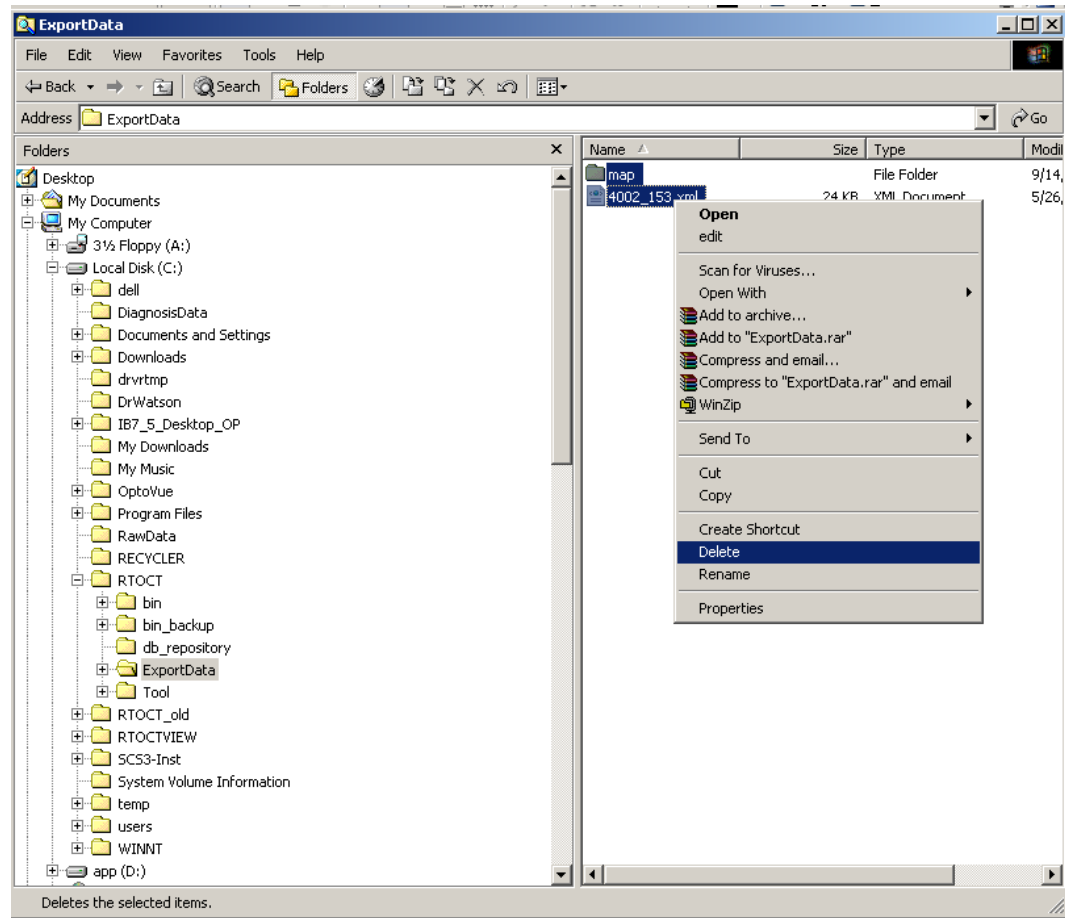 ExportData
File Edit View Favorites Tools Help
Back Search Folders
Address ExportData Go
Folders
Desktop
My Documents
My Computer
3½ Floppy (A:)
Local Disk (C:)
dell
DiagnosisData
Documents and Settings
Downloads
drvrtmp
DrWatson
IB7_5_Desktop_OP
My Downloads
My Music
OptoVue
Program Files
RawData
RECYCLER
RTOCT
bin
bin_backup
db_repository
ExportData
Tool
RTOCT_old
RTOCTVIEW
SCS3-Inst
System Volume Information
temp
users
WINNT
app (D:)
Name Size Type Modil
map File Folder 9/14,
4002_153.xml 24 KB XML Document 5/26,
Open
edit
Scan for Viruses...
Open With
Add to archive...
Add to "ExportData.rar"
Compress and email...
Compress to "ExportData.rar" and email
WinZip
Send To
Cut
Copy
Create Shortcut
Delete
Rename
Properties
Deletes the selected items.